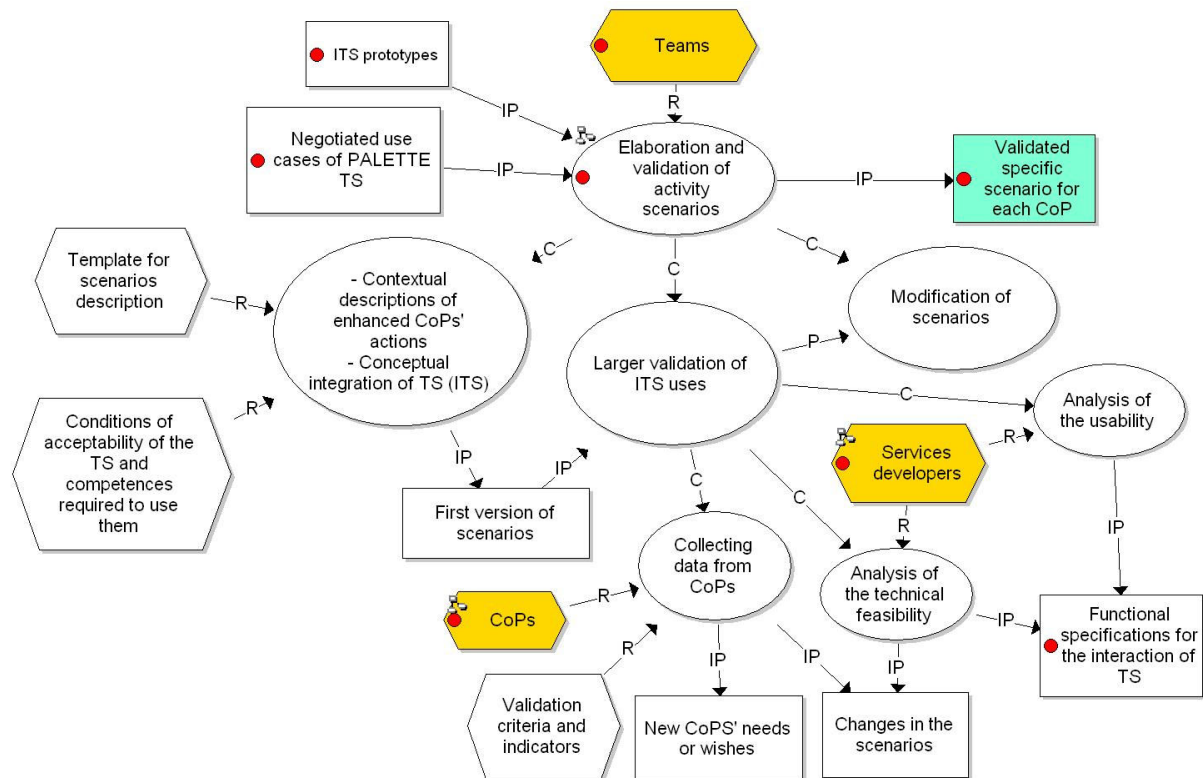 Teams
ITS prototypes
R
IP
Negotiated use
cases of PALETTE
TS
IP
Elaboration and
validation of
activity
scenarios
IP
Validated
specific
scenario for
each CoP
C
C
C
Template for
scenarios
description
R
- Contextual
descriptions of
enhanced CoPs'
actions
- Conceptual
integration of TS (ITS)
Modification of
scenarios
P
Larger validation of
ITS uses
C
Analysis of
the usability
R
Conditions of
acceptability of the
TS and
competences
required to use
them
R
IP
IP
Services
developers
C
C
R
IP
First version of
scenarios
Collecting
data from
CoPs
Analysis of
the technical
feasibility
CoPs
R
R
IP
Functional
specifications for
the interaction of
TS
IP
IP
IP
Validation
criteria and
indicators
New CoPS' needs
or wishes
Changes in the
scenarios